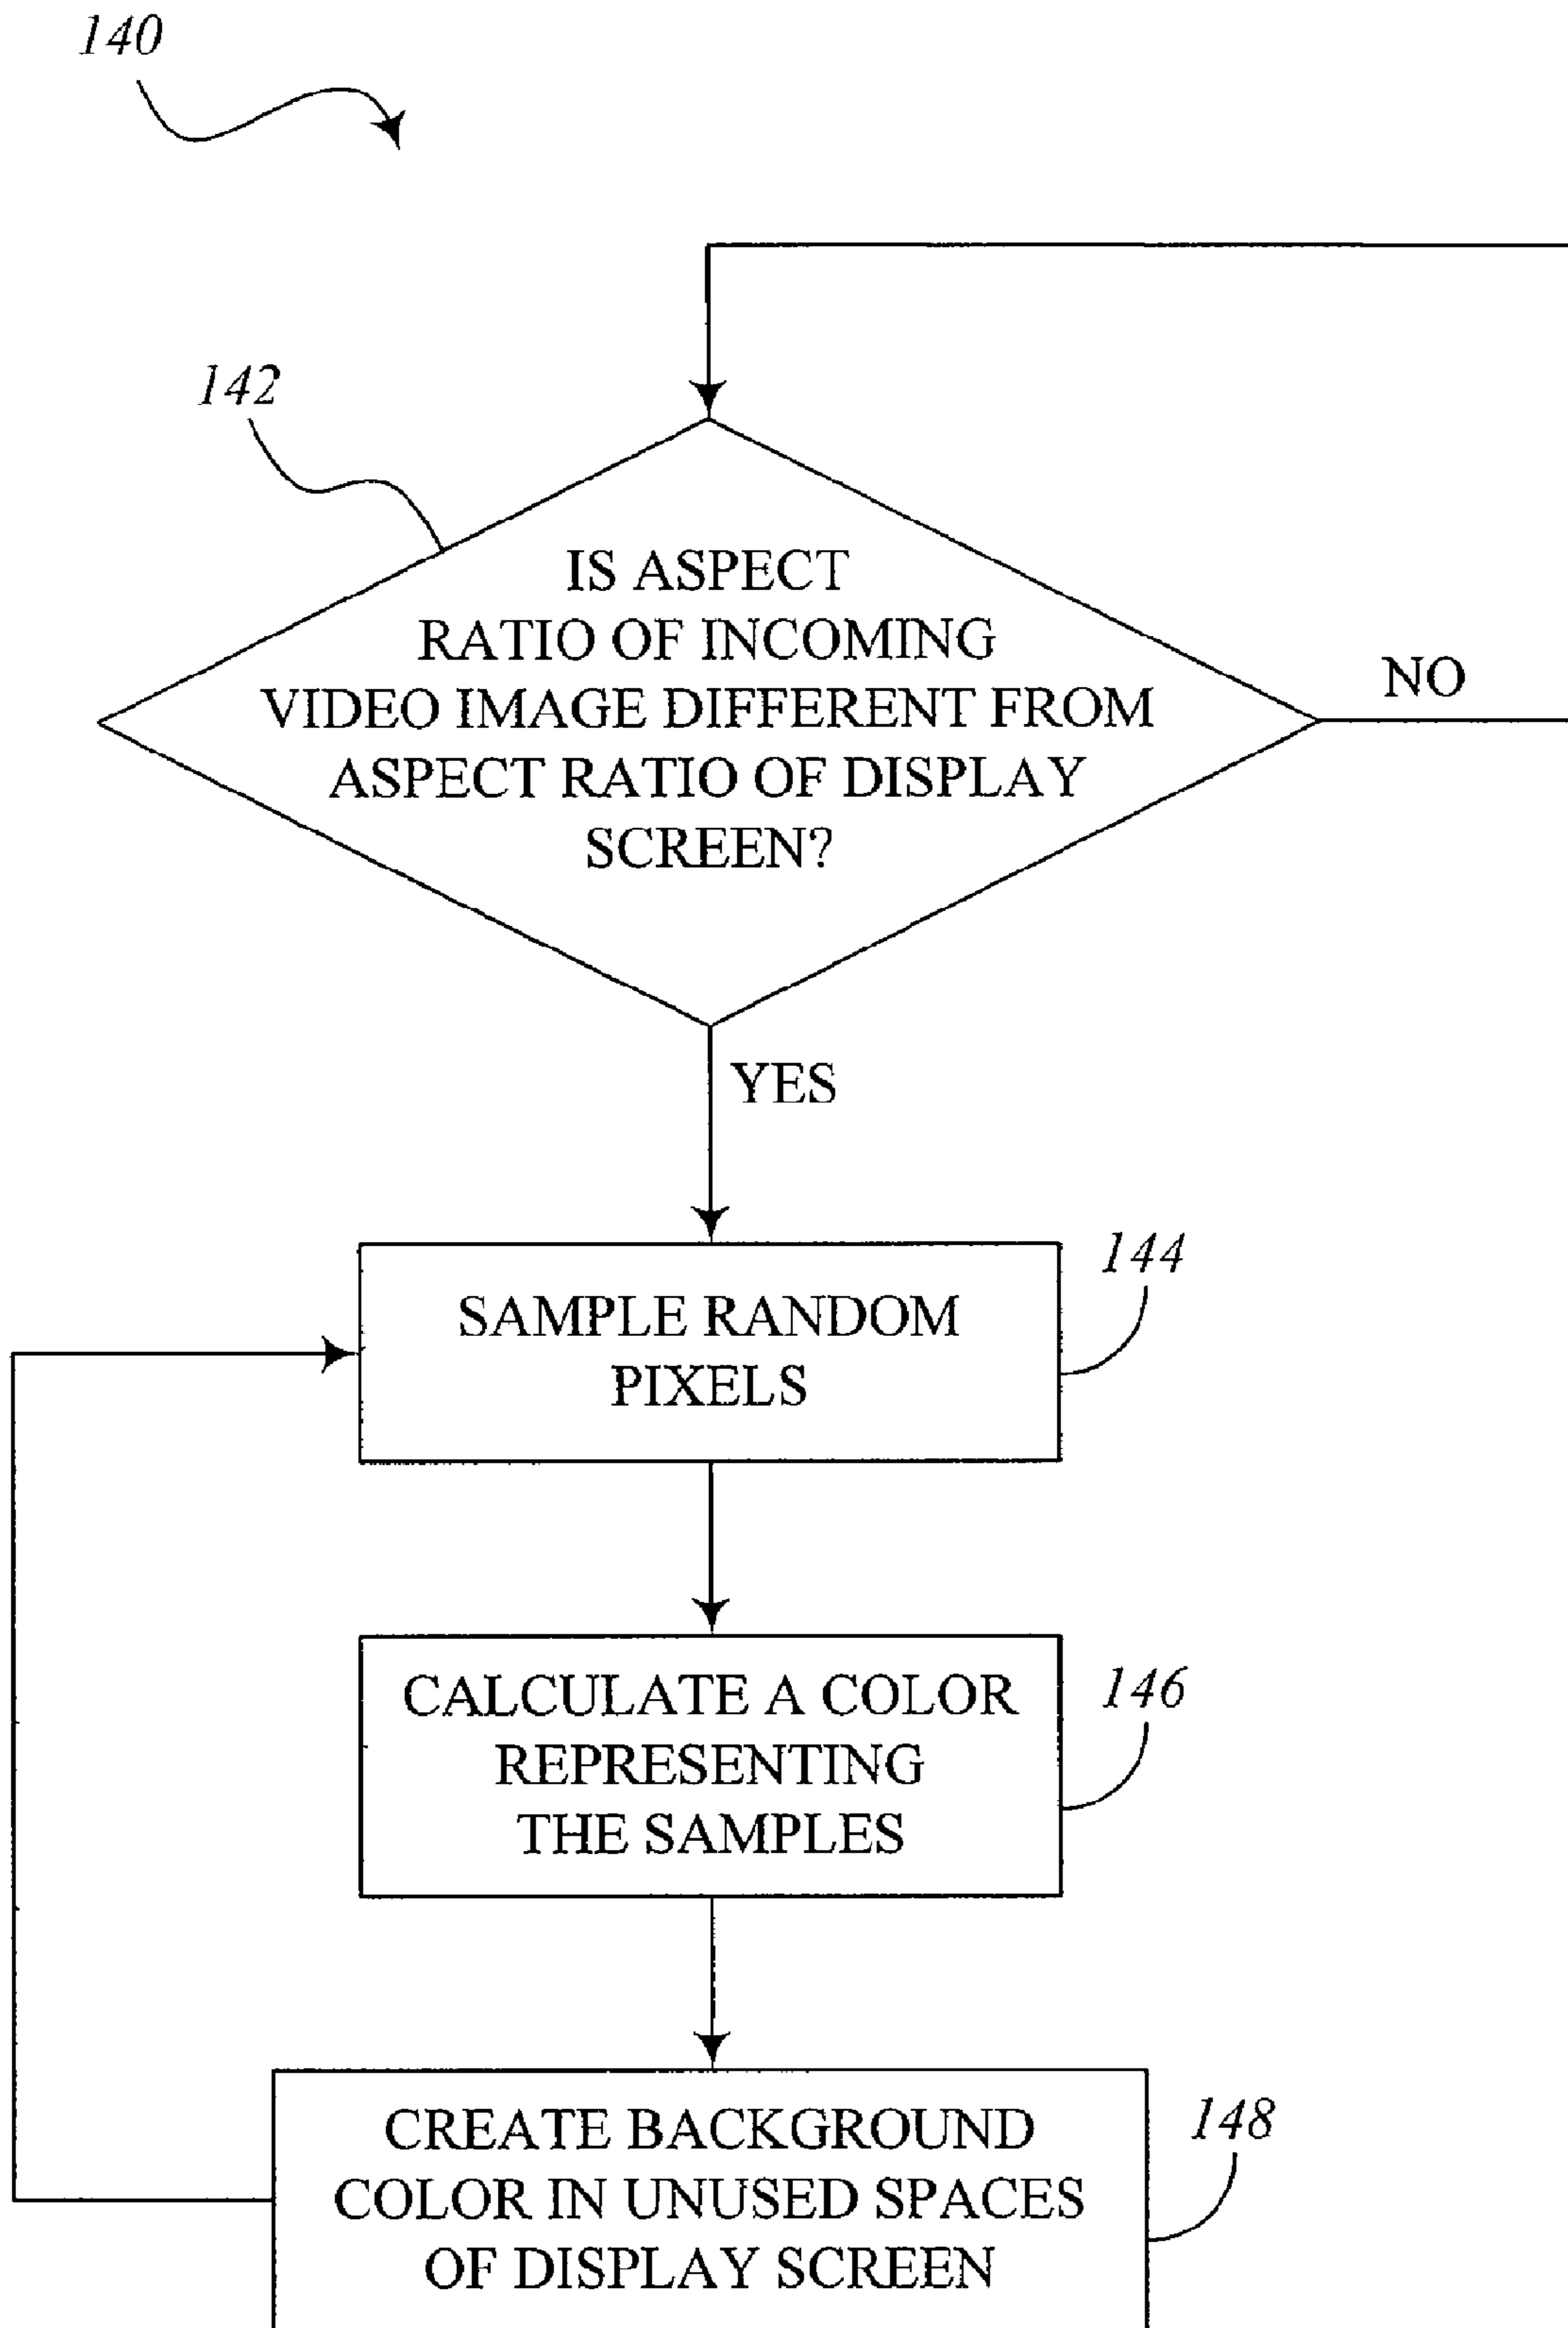 140
142
IS ASPECT
RATIO OF INCOMING
VIDEO IMAGE DIFFERENT FROM
ASPECT RATIO OF DISPLAY
SCREEN?
NO
YES
144
SAMPLE RANDOM
PIXELS
146
CALCULATE A COLOR
REPRESENTING
THE SAMPLES
148
CREATE BACKGROUND
COLOR IN UNUSED SPACES
OF DISPLAY SCREEN